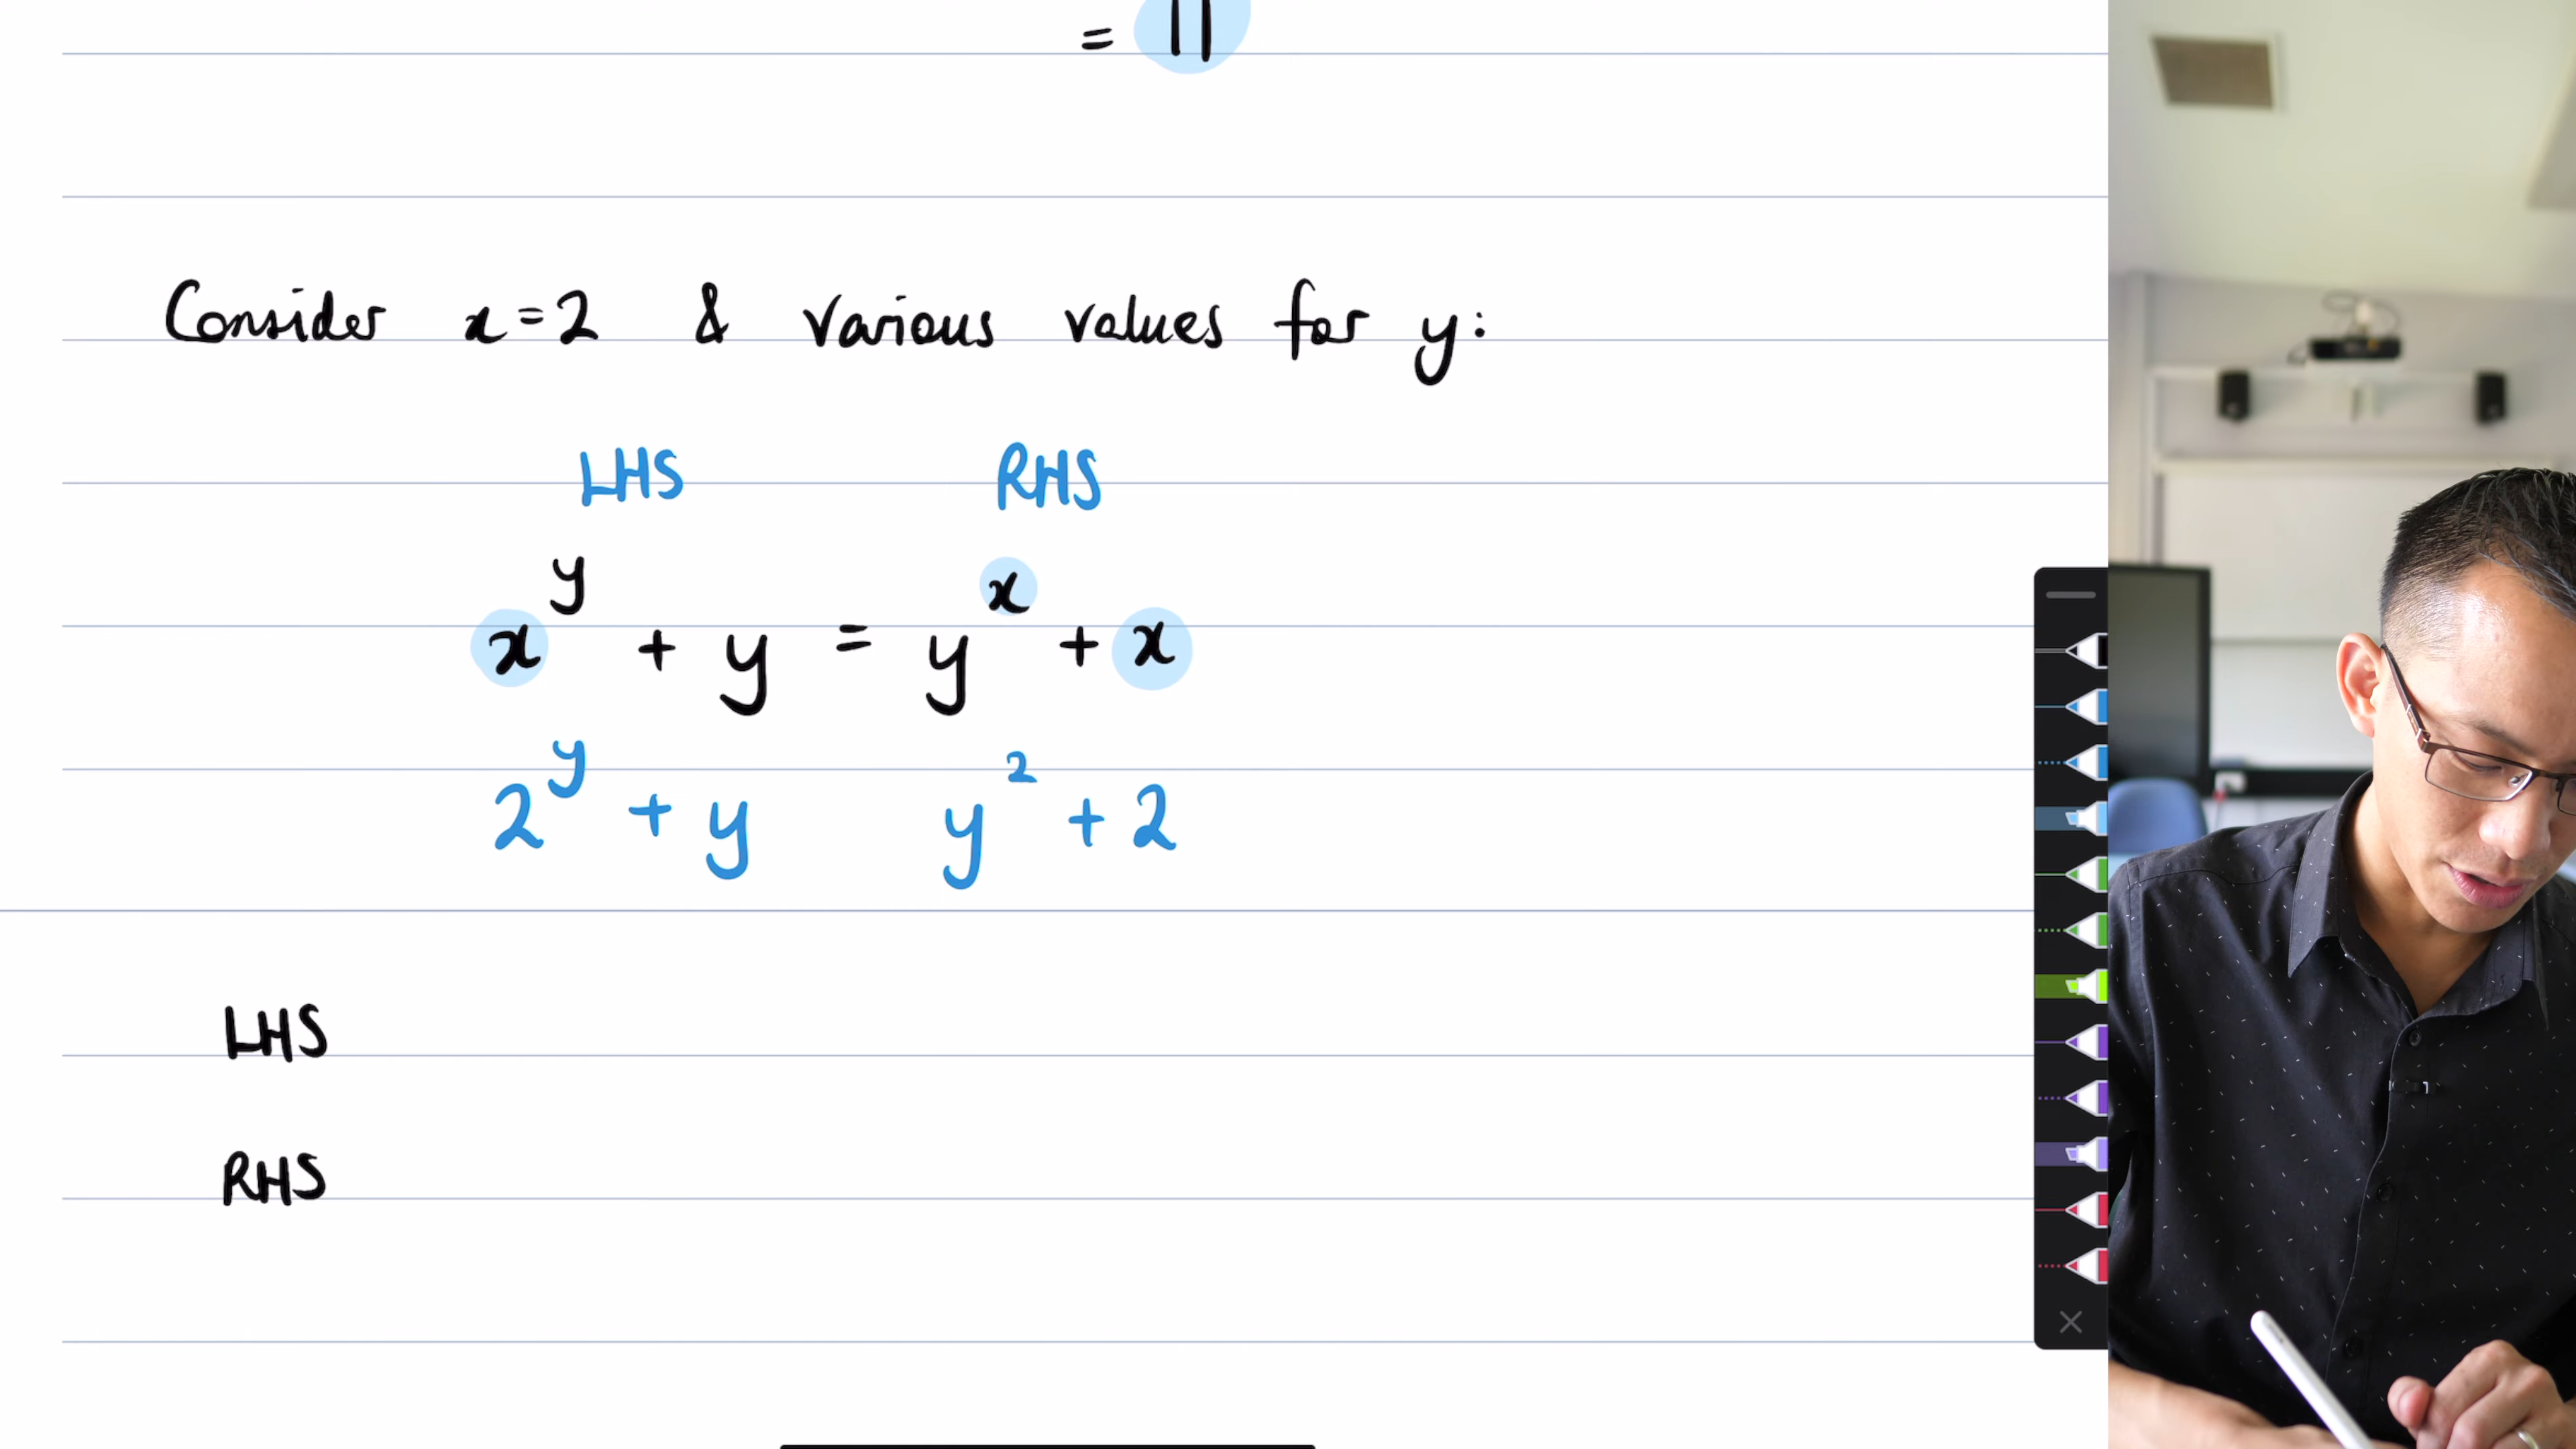 = 11
Consider x=2 & various values for y:
LHS RHS
x^y + y = y^x + x
2^y + y y^2 + 2
LHS
RHS